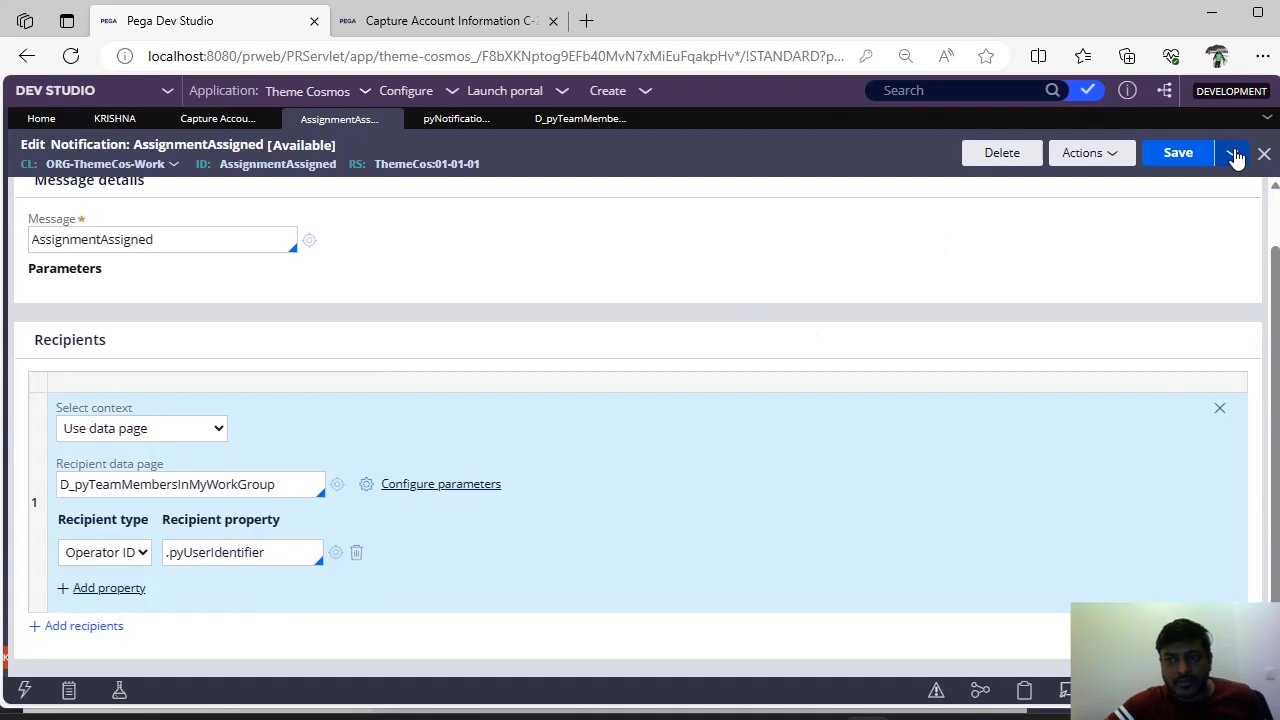 PEGA Pega Dev Studio
PEGA Capture Account Information C-
localhost:8080/prweb/PRServlet/app/theme-cosmos_/F8bXKNptog9EFb40MvN7xMiEuFqakpHv*/!STANDARD?p...
DEV STUDIO
Application: Theme Cosmos
Configure
Launch portal
Create
Search
DEVELOPMENT
Home
KRISHNA
Capture Accou...
AssignmentAss...
pyNotificatio...
D_pyTeamMembe...
Edit Notification: AssignmentAssigned [Available]
CL: ORG-ThemeCos-Work ID: AssignmentAssigned RS: ThemeCos:01-01-01
Delete
Actions
Save
Message details
Message*
AssignmentAssigned
Parameters
Recipients
Select context
Use data page
Recipient data page
D_pyTeamMembersInMyWorkGroup
Configure parameters
1
Recipient type Recipient property
Operator ID .pyUserIdentifier
+ Add property
+ Add recipients